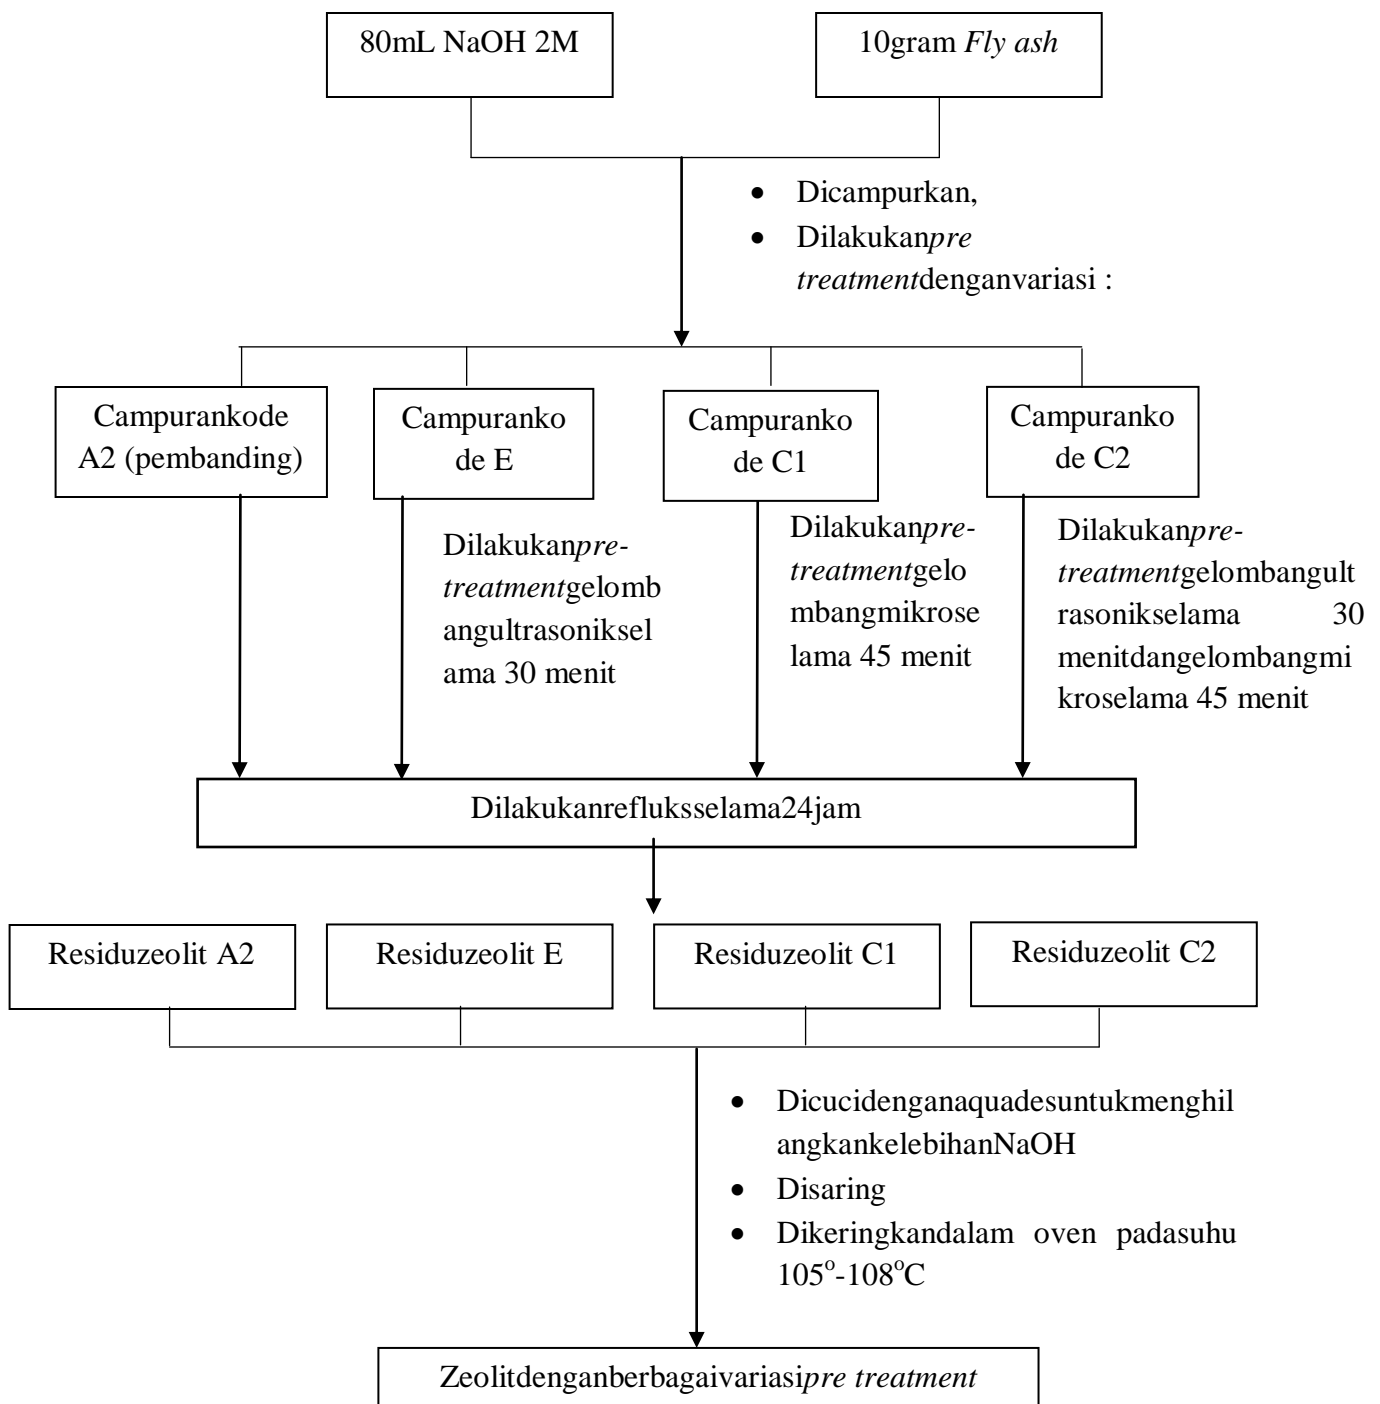 80mL NaOH 2M
10gram Fly ash
• Dicampurkan,
• Dilakukanpre
treatmentdenganvariasi :
Campurankode
A2 (pembanding)
Campuranko
de E
Campuranko
de C1
Campuranko
de C2
Dilakukanpre-
treatmentgelomb
angultrasoniksel
ama 30 menit
Dilakukanpre-
treatmentgelo
mbangmikrose
lama 45 menit
Dilakukanpre-
treatmentgelombangult
rasonikselama 30
menitdangelombangmi
kroselama 45 menit
Dilakukanrefluksselama24jam
Residuzeolit A2
Residuzeolit E
Residuzeolit C1
Residuzeolit C2
• Dicucidenganaquadesuntukmenghil
angkankelebihanNaOH
• Disaring
• Dikeringkandalam oven padasuhu
105°-108°C
Zeolitdenganberbagaivariasipre treatment